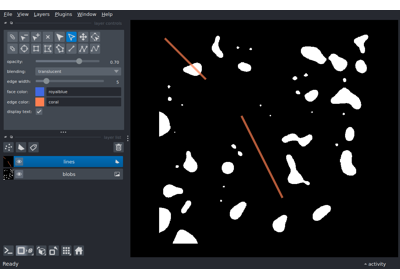 File View Layers Plugins Window Help
layer controls
opacity: 0.70
blending: translucent
edge width: 5
face color: royalblue
edge color: coral
display text:
layer list
lines
blobs
Ready
activity